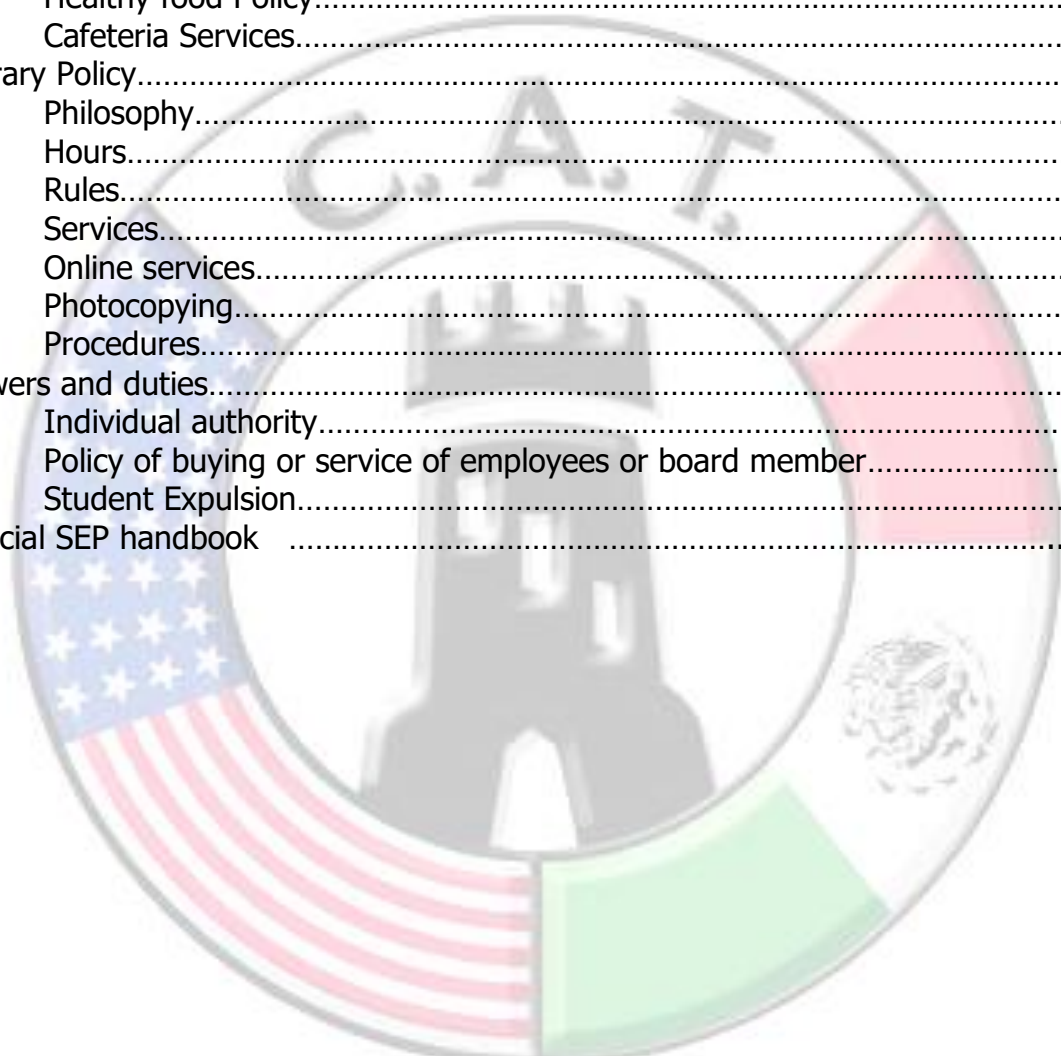 Healthy food Policy..............................................................................................
Cafeteria Services................................................................................................
rary Policy............................................................................................................
Philosophy...........................................................................................................
Hours...................................................................................................................
Rules....................................................................................................................
Services...............................................................................................................
Online services....................................................................................................
Photocopying.......................................................................................................
Procedures...........................................................................................................
wers and duties....................................................................................................
Individual authority..............................................................................................
Policy of buying or service of employees or board member..........................
Student Expulsion................................................................................................
cial SEP handbook ..............................................................................................
C.A.T.